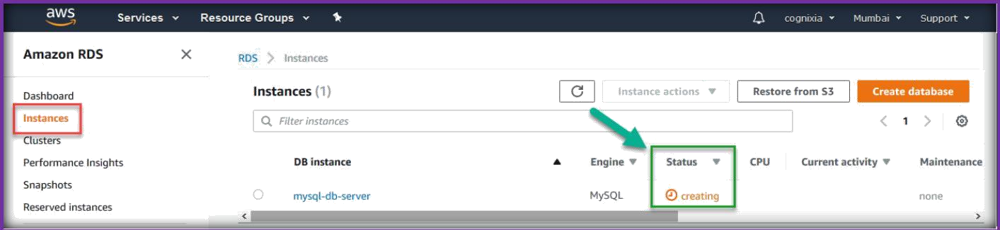 aws Services Resource Groups cognixia Mumbai Support
Amazon RDS
RDS Instances
Dashboard
Instances
Clusters
Performance Insights
Snapshots
Reserved instances
Instances (1)
Instance actions Restore from S3 Create database
Filter instances
1
DB instance Engine Status CPU Current activity Maintenance
mysql-db-server MySQL creating none